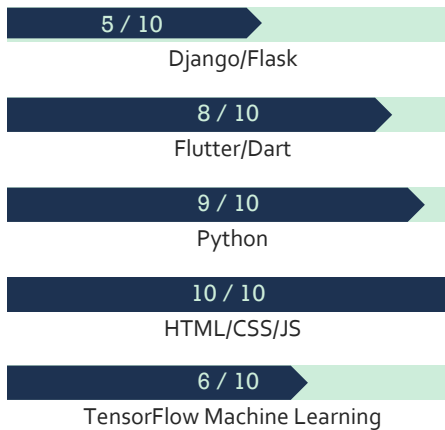 5 / 10
Django/Flask
8 / 10
Flutter/Dart
9 / 10
Python
10 / 10
HTML/CSS/JS
6 / 10
TensorFlow Machine Learning